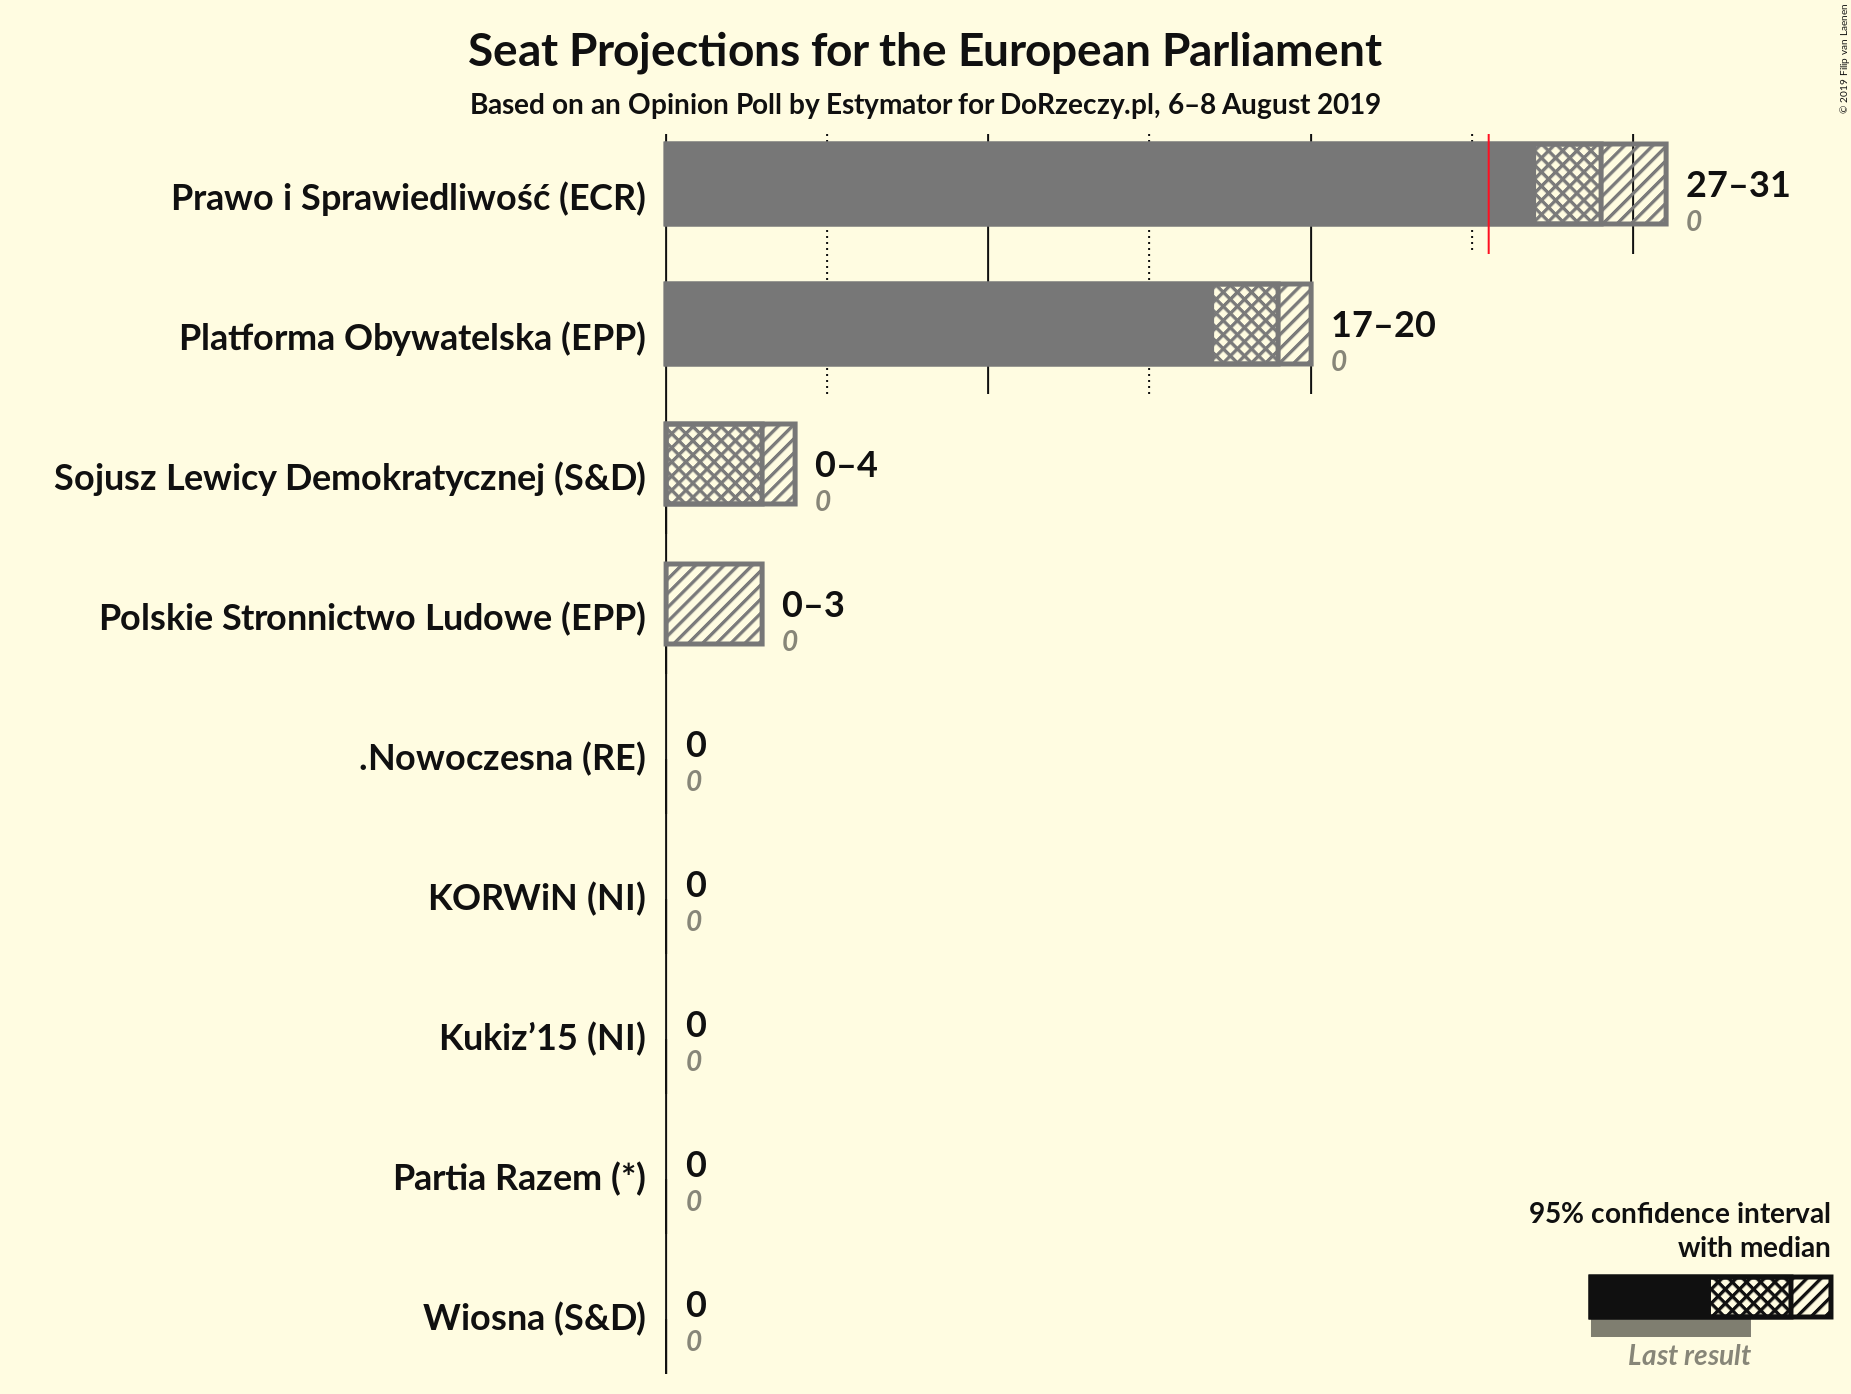 Seat Projections for the European Parliament
Based on an Opinion Poll by Estymator for DoRzeczy.pl, 6–8 August 2019
© 2019 Filip van Laenen
Prawo i Sprawiedliwość (ECR)
27–31
0
Platforma Obywatelska (EPP)
17–20
0
Sojusz Lewicy Demokratycznej (S&D)
0–4
0
Polskie Stronnictwo Ludowe (EPP)
0–3
0
.Nowoczesna (RE)
0
0
KORWiN (NI)
0
0
Kukiz’15 (NI)
0
0
Partia Razem (*)
0
0
Wiosna (S&D)
0
0
95% confidence interval
with median
Last result